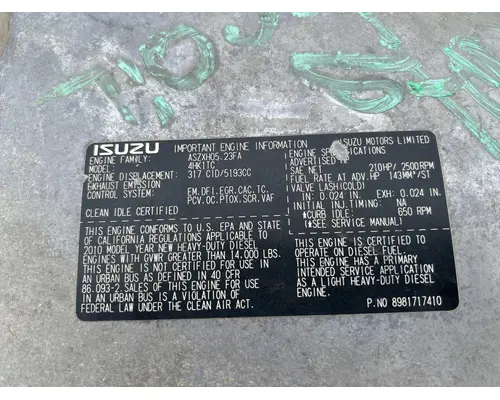 ISUZU IMPORTANT ENGINE INFORMATION ISUZU MOTORS LIMITED
ENGINE FAMILY: ASZXH05.23FA
MODEL: 4HK1TC
ENGINE DISPLACEMENT: 317 CID/5193CC
EXHAUST EMISSION
CONTROL SYSTEM: EM.DFI.EGR.CAC.TC.
PCV.OC.PTOX.SCR.VAF
CLEAN IDLE CERTIFIED
THIS ENGINE CONFORMS TO U.S. EPA AND STATE
OF CALIFORNIA REGULATIONS APPLICABLE TO
2010 MODEL YEAR NEW HEAVY-DUTY DIESEL
ENGINES WITH GVWR GREATER THAN 14,000 LBS.
THIS ENGINE IS NOT CERTIFIED FOR USE IN
AN URBAN BUS AS DEFINED IN 40 CFR
86.093-2.SALES OF THIS ENGINE FOR USE
IN AN URBAN BUS IS A VIOLATION OF
FEDERAL LAW UNDER THE CLEAN AIR ACT.
ENGINE SPECIFICATIONS
ADVERTISED HP
SAE NET 210HP/2500RPM
FUEL RATE AT ADV.HP 143MM³/ST
VALVE LASH(COLD)
IN:0.024 IN. EXH:0.024 IN.
INITIAL INJ.TIMING: NA
*CURB IDLE: 650 RPM
*(SEE SERVICE MANUAL)
THIS ENGINE IS CERTIFIED TO
OPERATE ON DIESEL FUEL.
THIS ENGINE HAS A PRIMARY
INTENDED SERVICE APPLICATION
AS A LIGHT HEAVY-DUTY DIESEL
ENGINE.
P.NO 8981717410